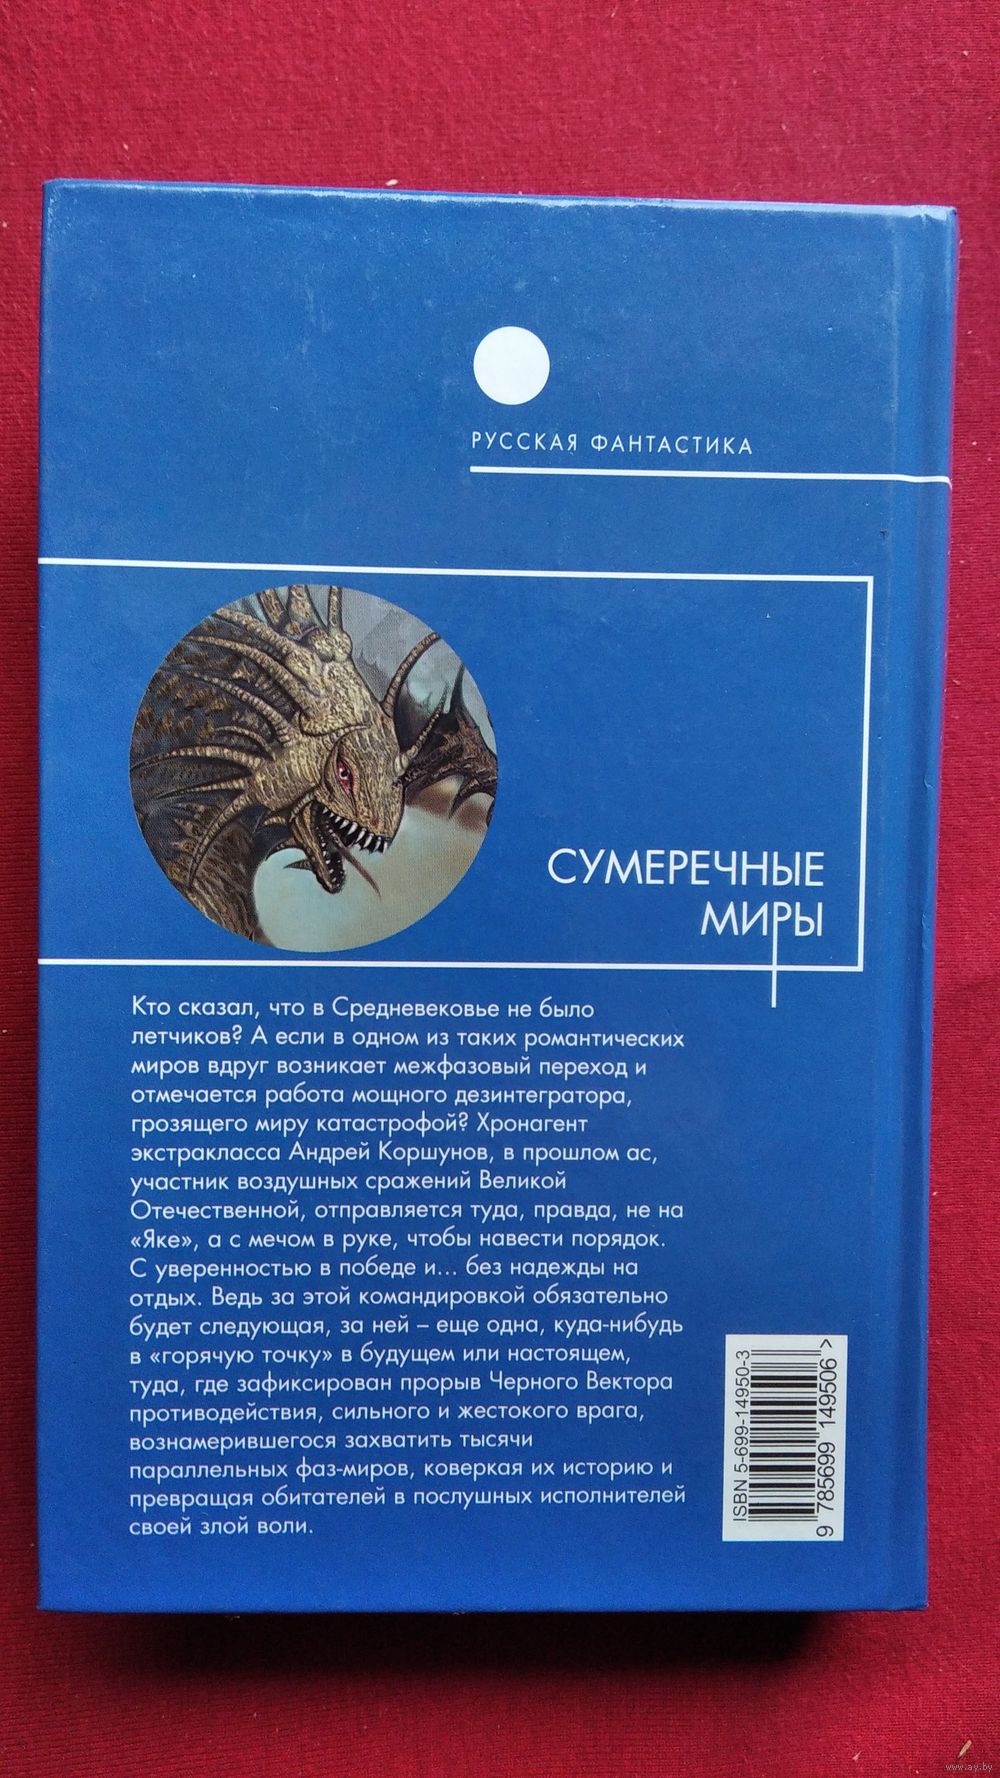 РУССКАЯ ФАНТАСТИКА
СУМЕРЕЧНЫЕ
МИРЫ
Кто сказал, что в Средневековье не было
летчиков? А если в одном из таких романтических
миров вдруг возникает межфазовый переход и
отмечается работа мощного дезинтегратора,
грозящего миру катастрофой? Хронагент
экстракласса Андрей Коршунов, в прошлом ас,
участник воздушных сражений Великой
Отечественной, отправляется туда, правда, не на
«Яке», а с мечом в руке, чтобы навести порядок.
С уверенностью в победе и... без надежды на
отдых. Ведь за этой командировкой обязательно
будет следующая, за ней – еще одна, куда-нибудь
в «горячую точку» в будущем или настоящем,
туда, где зафиксирован прорыв Черного Вектора
противодействия, сильного и жестокого врага,
вознамерившегося захватить тысячи
параллельных фаз-миров, коверкая их историю и
превращая обитателей в послушных исполнителей
своей злой воли.
ISBN 5-699-14950-3
9 785699 149506 >
www.ay.by